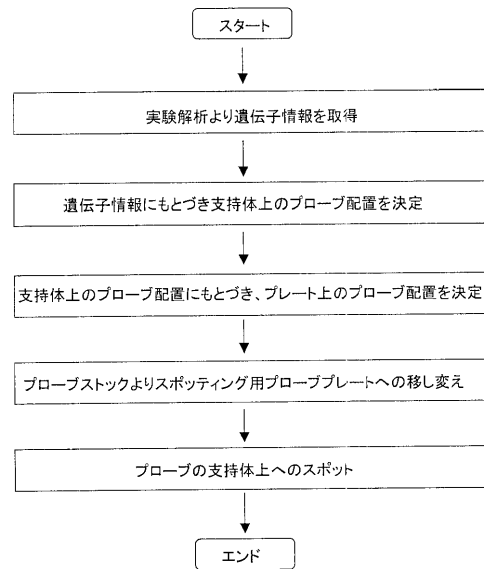 スタート
実験解析より遺伝子情報を取得
遺伝子情報にもとづき支持体上のプローブ配置を決定
支持体上のプローブ配置にもとづき、プレート上のプローブ配置を決定
プローブストックよりスポッティング用プローブプレートへの移し変え
プローブの支持体上へのスポット
エンド